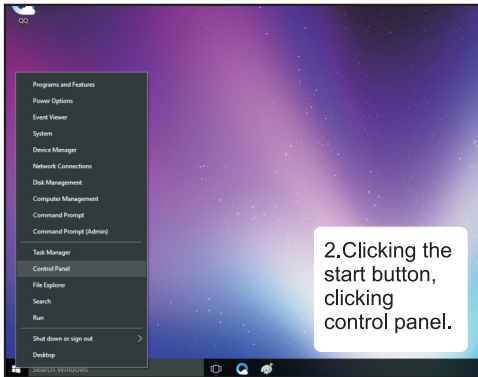 QQ
Programs and Features
Power Options
Event Viewer
System
Device Manager
Network Connections
Disk Management
Computer Management
Command Prompt
Command Prompt (Admin)
Task Manager
Control Panel
File Explorer
Search
Run
Shut down or sign out
Desktop
Search Windows
2.Clicking the
start button,
clicking
control panel.